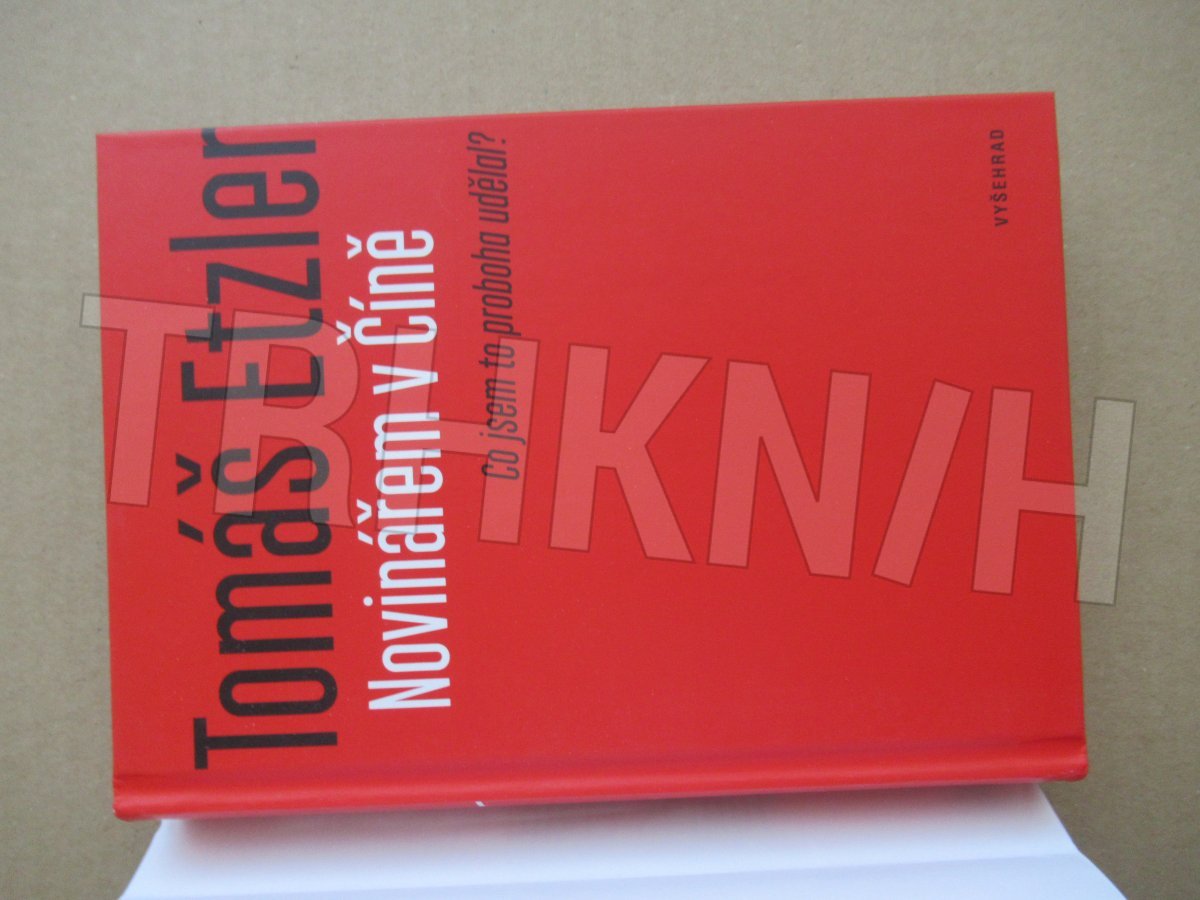 Tomáš Etzler
Novinářem v Číně
Co jsem to proboha udělal?
VYŠEHRAD
TRHKNIH